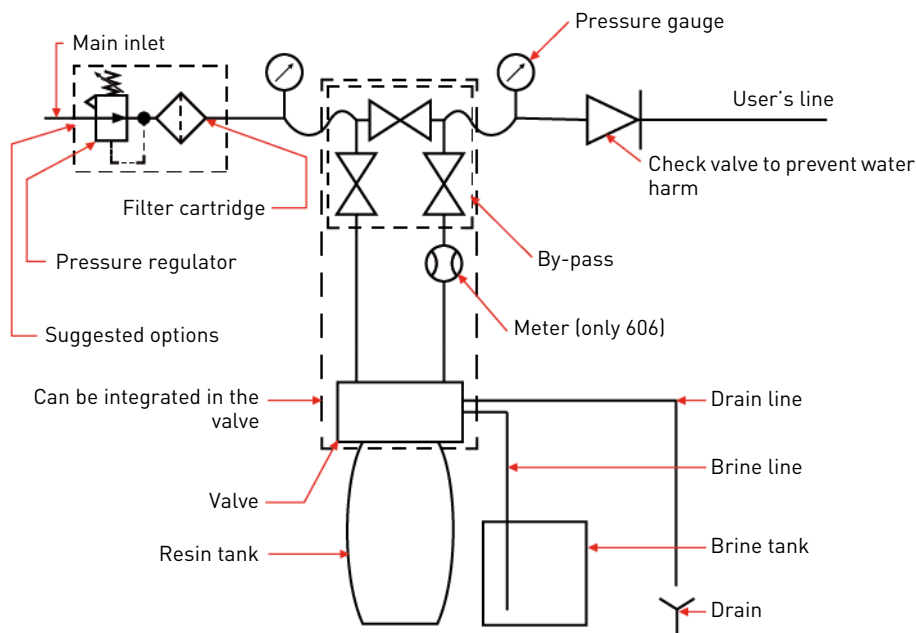 Pressure gauge
Main inlet
User's line
Check valve to prevent water
harm
Filter cartridge
By-pass
Pressure regulator
Meter (only 606)
Suggested options
Can be integrated in the
valve
Drain line
Brine line
Valve
Resin tank
Brine tank
Drain